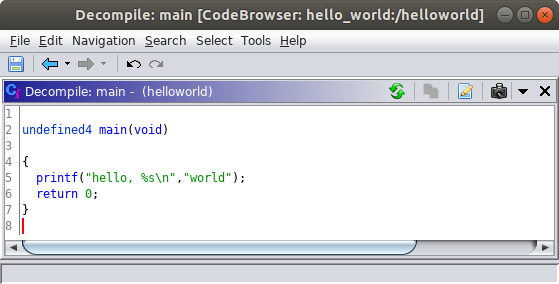 Decompile: main [CodeBrowser: hello_world:/helloworld]
File Edit Navigation Search Select Tools Help
Decompile: main - (helloworld)
1
2 undefined4 main(void)
3
4 {
5   printf("hello, %s\n","world");
6   return 0;
7 }
8